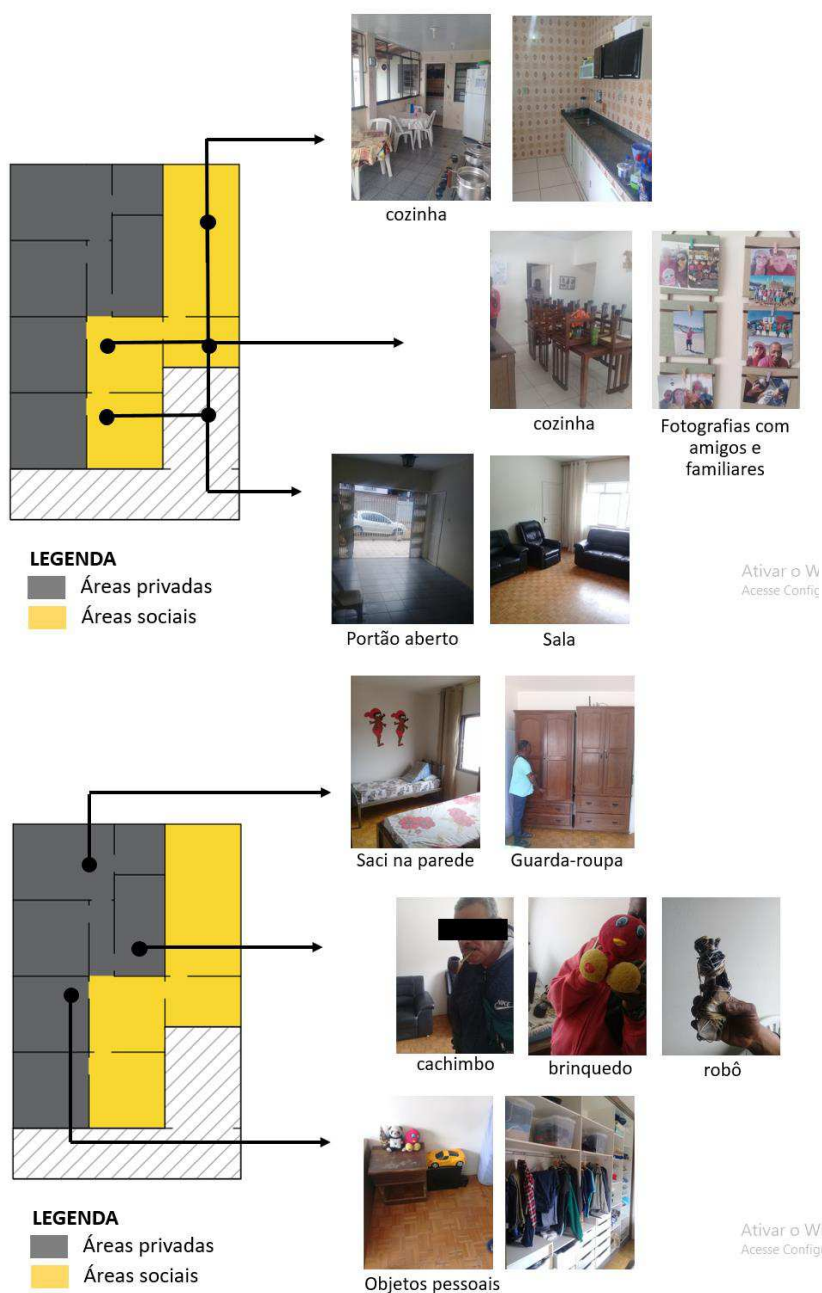 cozinha
cozinha
Fotografias com
amigos e
familiares
LEGENDA
Áreas privadas
Áreas sociais
Ativar o W
Acesse Config
Portão aberto
Sala
Saci na parede
Guarda-roupa
NIKE
cachimbo
brinquedo
robô
LEGENDA
Áreas privadas
Áreas sociais
Ativar o W
Acesse Config
Objetos pessoais